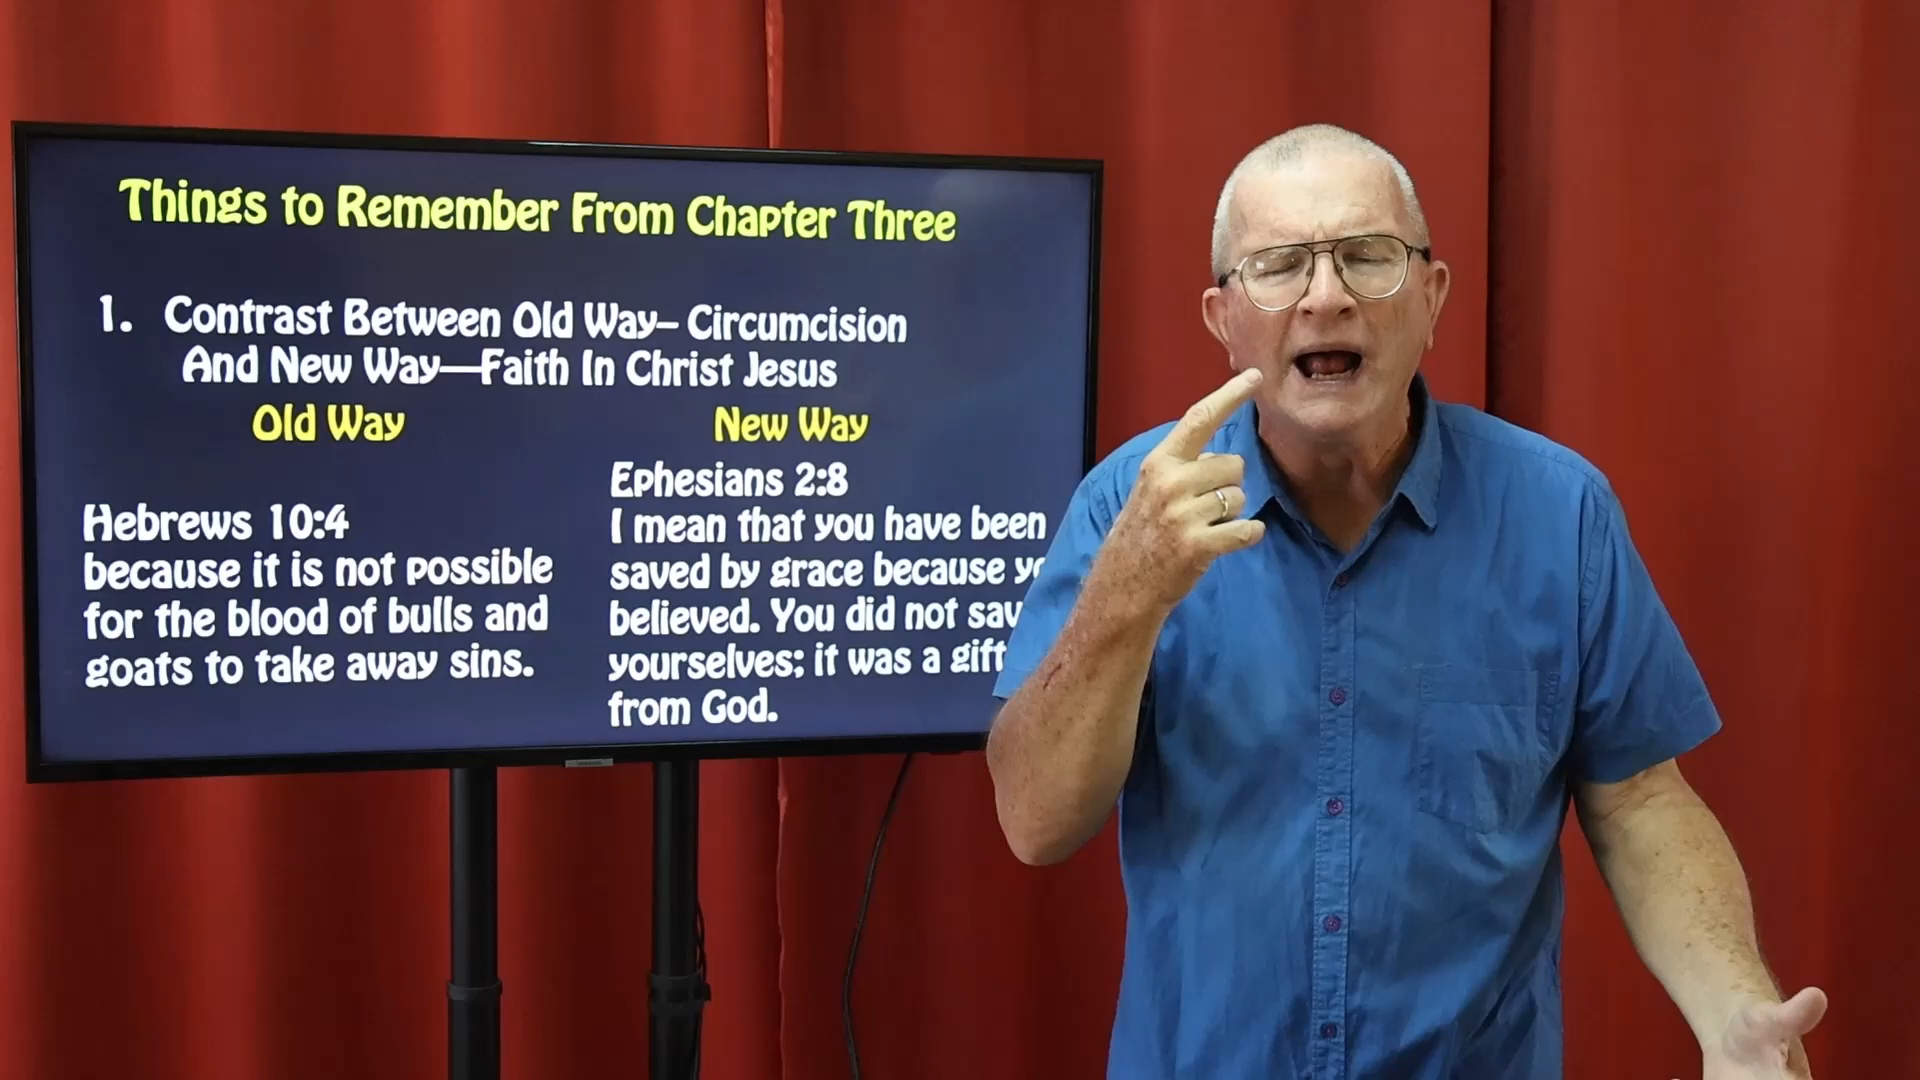 Things to Remember From Chapter Three
1. Contrast Between Old Way– Circumcision
And New Way—Faith In Christ Jesus
Old Way
New Way
Hebrews 10:4
because it is not possible
for the blood of bulls and
goats to take away sins.
Ephesians 2:8
I mean that you have been
saved by grace because
believed. You did not
yourselves; it was a gift
from God.